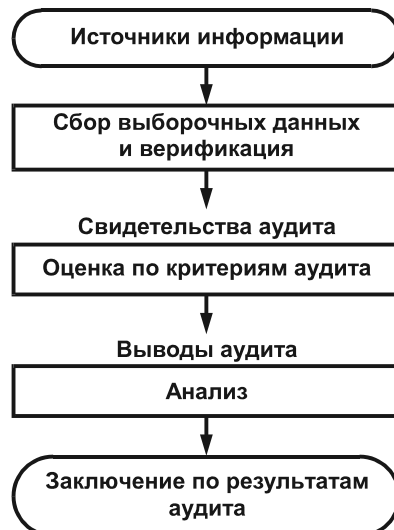 Источники информации
Сбор выборочных данных
и верификация
Свидетельства аудита
Оценка по критериям аудита
Выводы аудита
Анализ
Заключение по результатам
аудита